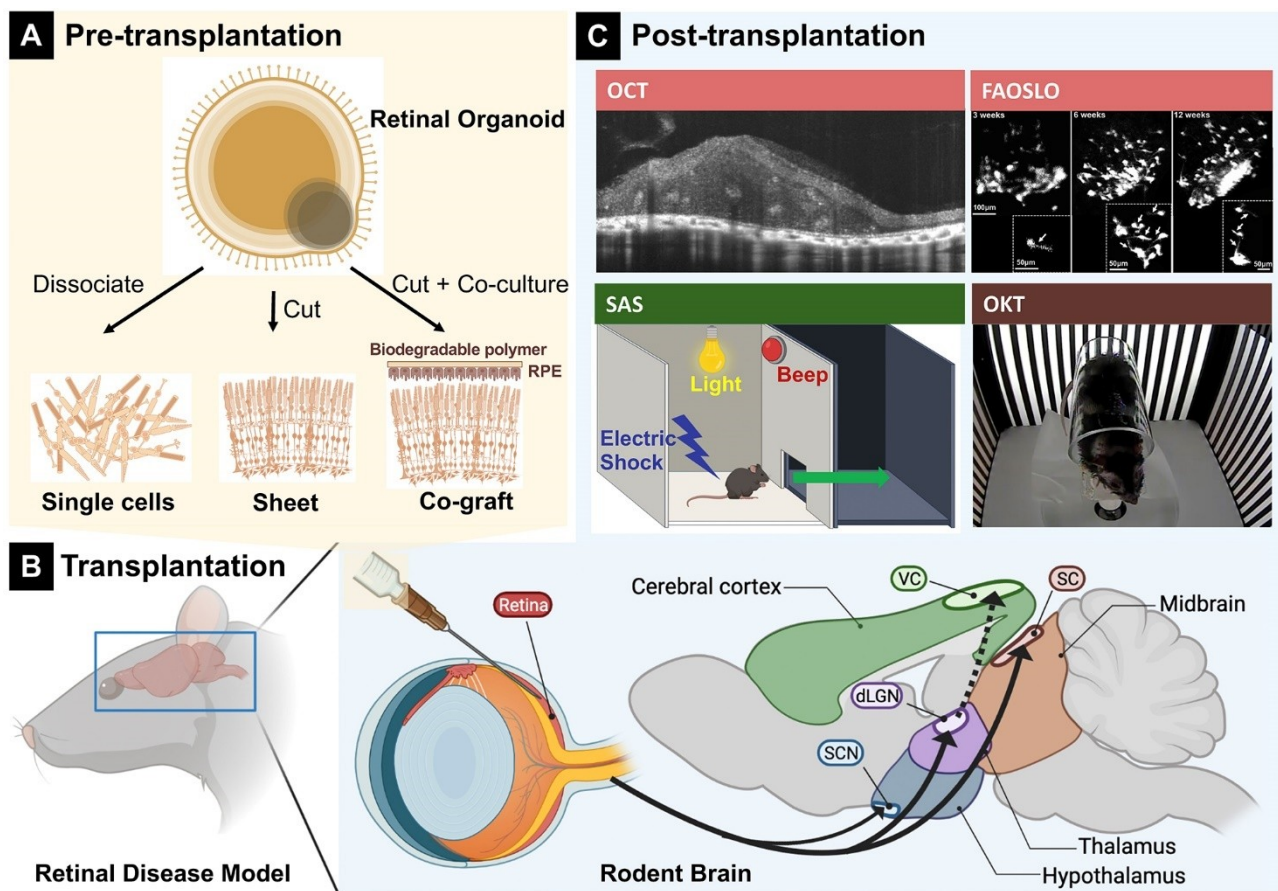 A Pre-transplantation
Retinal Organoid
Dissociate
Cut
Cut + Co-culture
Biodegradable polymer
RPE
Single cells
Sheet
Co-graft
C Post-transplantation
OCT
FAOSLO
3 weeks
6 weeks
12 weeks
100µm
50µm
50µm
50µm
SAS
Light
Beep
Electric
Shock
OKT
B Transplantation
Retinal Disease Model
Retina
Cerebral cortex
VC
SC
Midbrain
dLGN
SCN
Thalamus
Hypothalamus
Rodent Brain